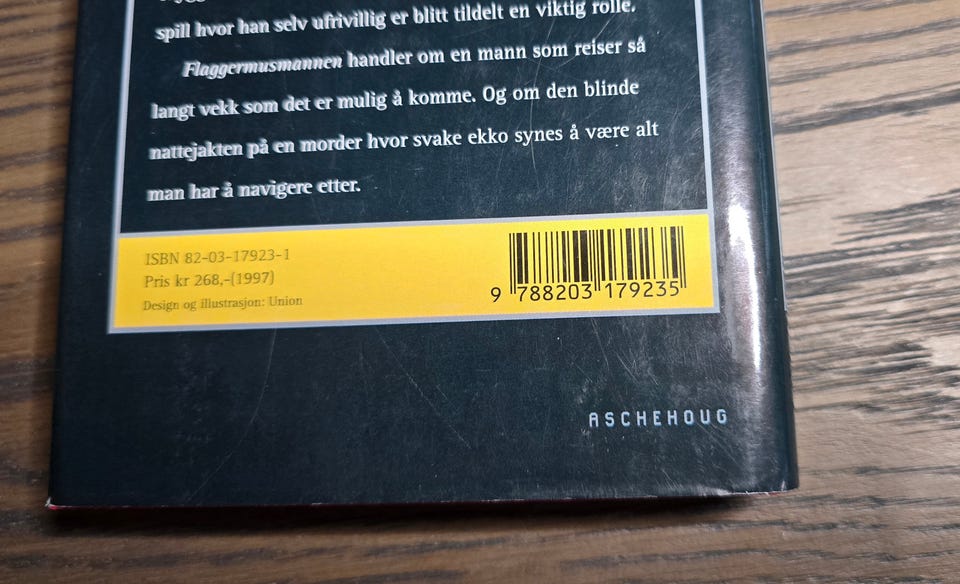 spill hvor han selv ufrivillig er blitt tildelt en viktig rolle.
Flaggermusmannen handler om en mann som reiser så
langt vekk som det er mulig å komme. Og om den blinde
nattejakten på en morder hvor svake ekko synes å være alt
man har å navigere etter.
ISBN 82-03-17923-1
Pris kr 268,-(1997)
Design og illustrasjon: Union
9 788203 179235
ASCHEHOUG